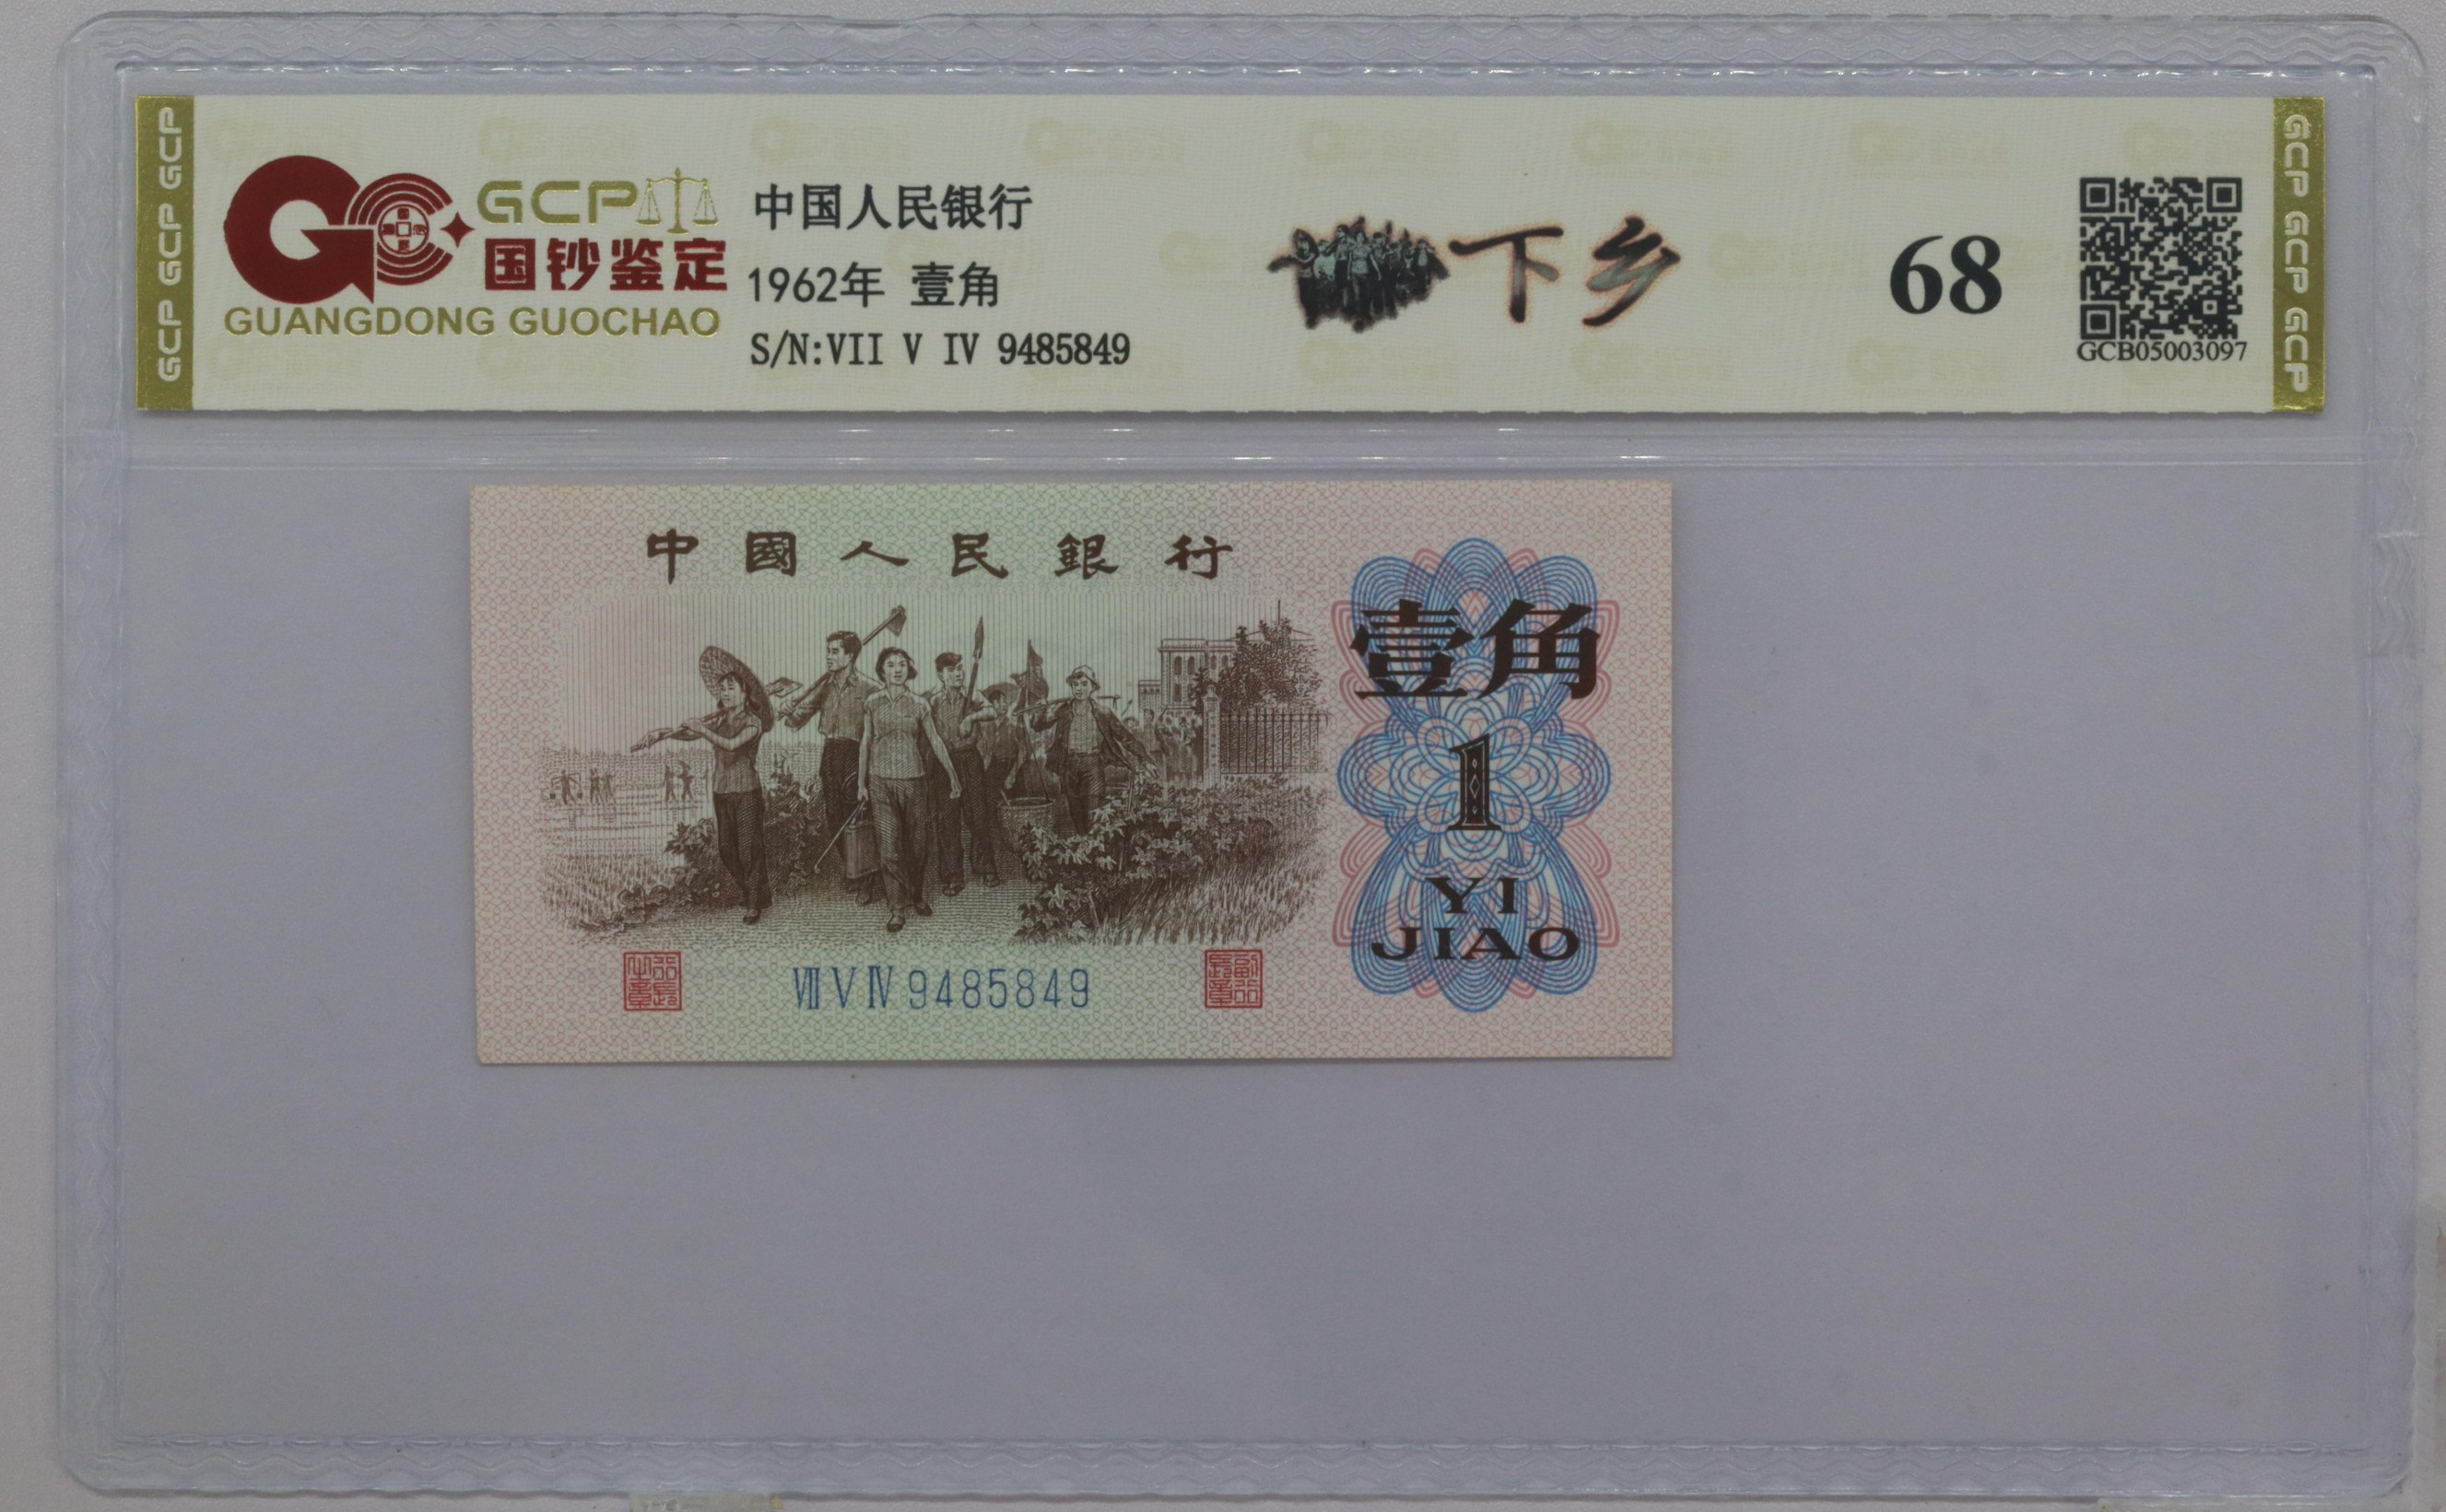 GCP GCP GCP
GCP
国钞鉴定
GUANGDONG GUOCHAO
中国人民银行
1962年 壹角
S/N:VII V IV 9485849
下乡
68
GCB05003097
GCP GCP GCP
中國人民銀行
壹角
1
YI
JIAO
VII V IV 9485849